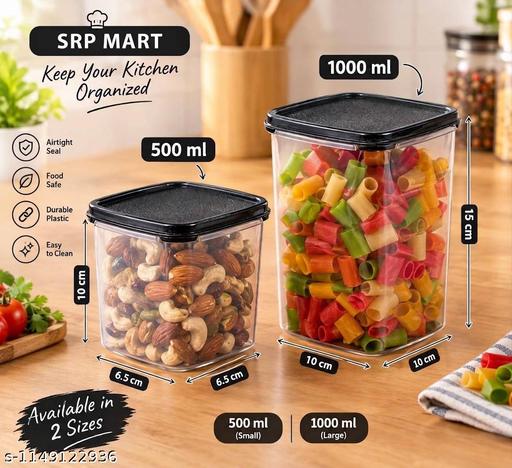 SRP MART
Keep Your Kitchen
Organized
Airtight
Seal
Food
Safe
Durable
Plastic
Easy
to Clean
500 ml
1000 ml
10 cm
6.5 cm
6.5 cm
15 cm
10 cm
10 cm
Available in
2 Sizes
500 ml
(Small)
1000 ml
(Large)
s-1149122936